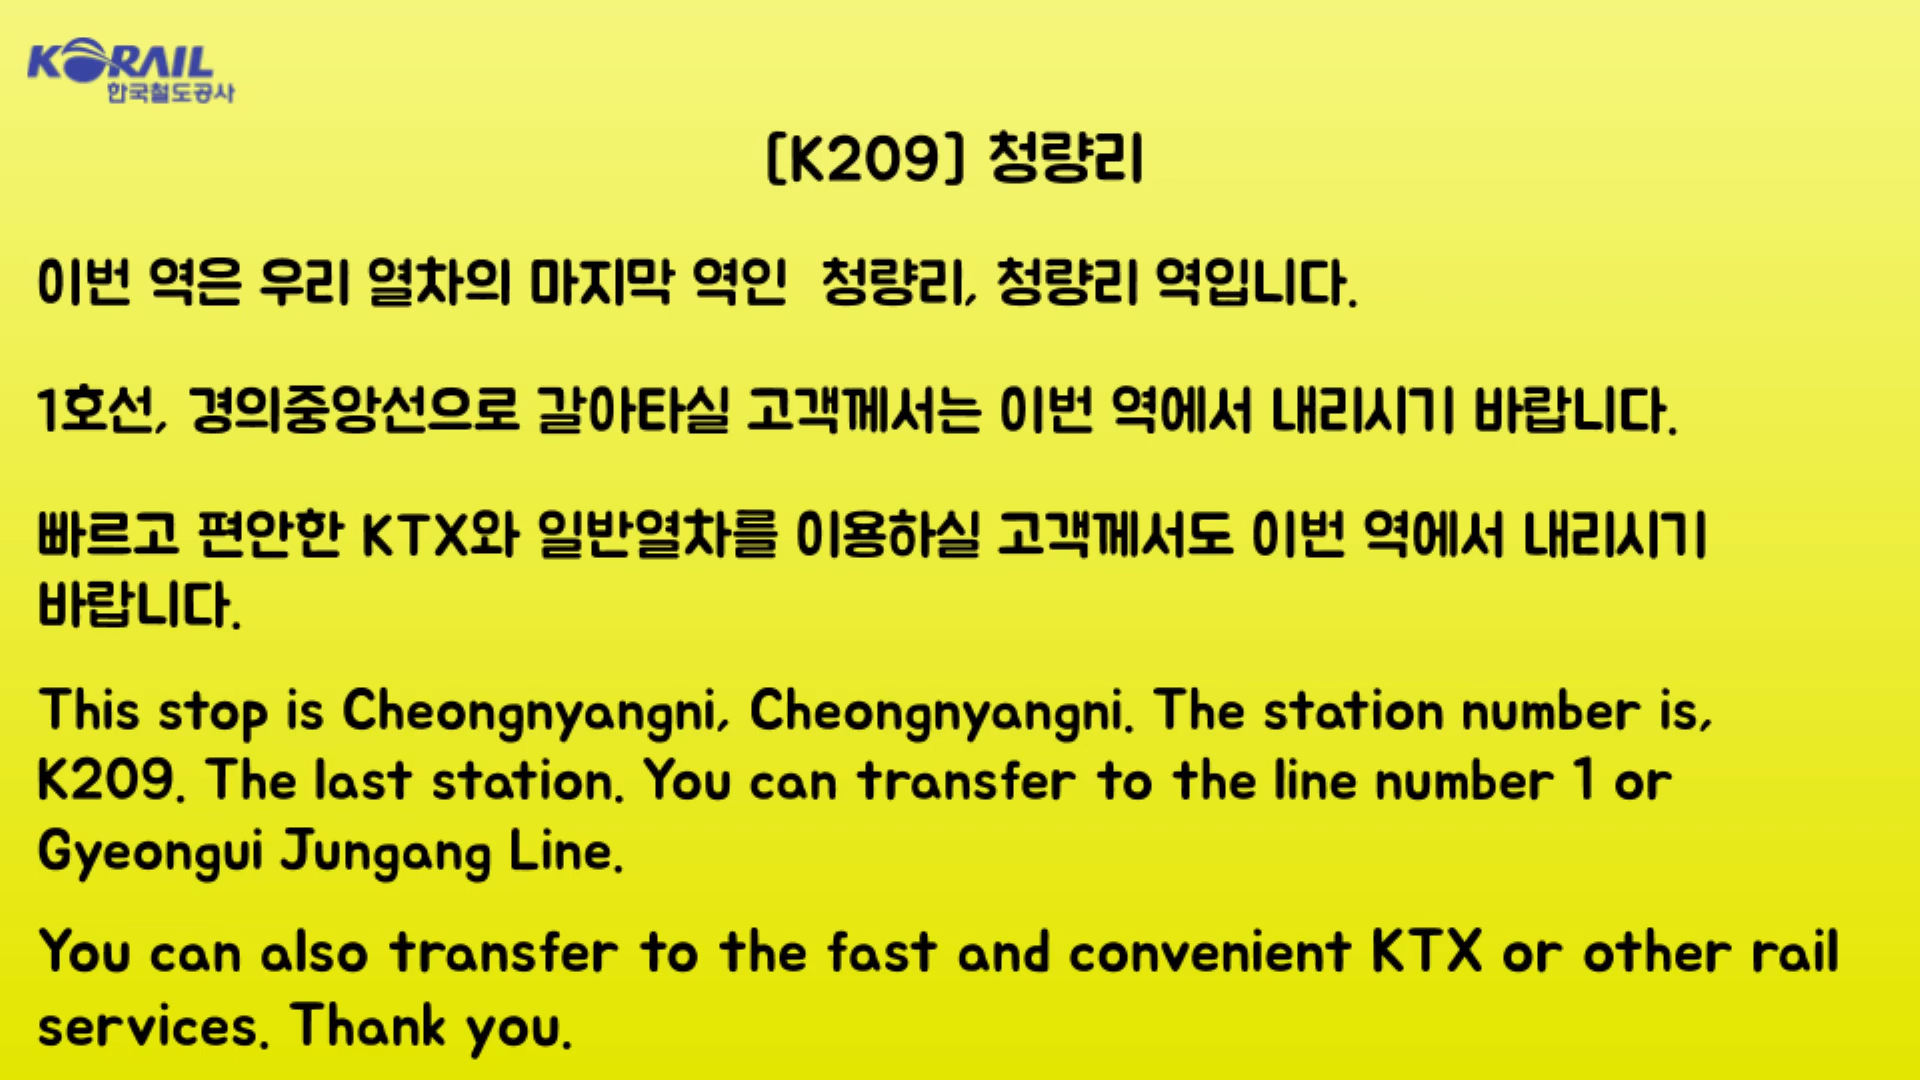 KORAIL
한국철도공사
[K209] 청량리
이번 역은 우리 열차의 마지막 역인  청량리, 청량리 역입니다.
1호선, 경의중앙선으로 갈아타실 고객께서는 이번 역에서 내리시기 바랍니다.
빠르고 편안한 KTX와 일반열차를 이용하실 고객께서도 이번 역에서 내리시기
바랍니다.
This stop is Cheongnyangni, Cheongnyangni. The station number is,
K209. The last station. You can transfer to the line number 1 or
Gyeongui Jungang Line.
You can also transfer to the fast and convenient KTX or other rail
services. Thank you.